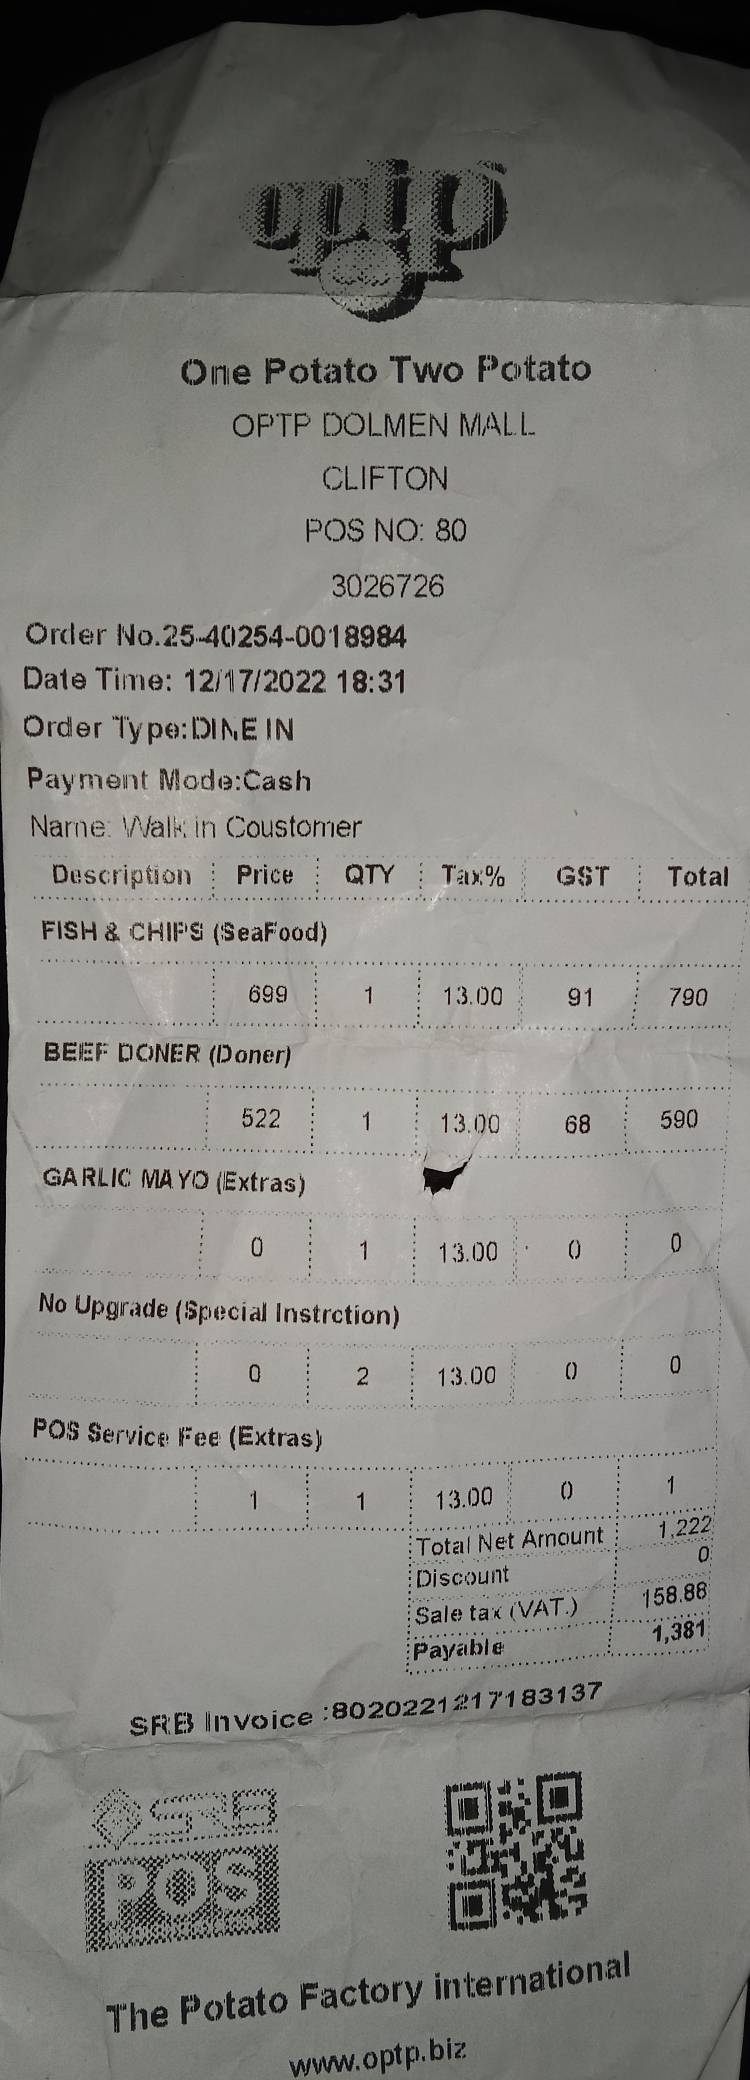 optp
One Potato Two Potato
OPTP DOLMEN MALL
CLIFTON
POS NO: 80
3026726
Order No.25-40254-0018984
Date Time: 12/17/2022 18:31
Order Type:DINE IN
Payment Mode:Cash
Name: Walk in Coustomer
Description Price QTY Tax% GST Total
FISH & CHIPS (SeaFood)
699 1 13.00 91 790
BEEF DONER (Doner)
522 1 13.00 68 590
GARLIC MAYO (Extras)
0 1 13.00 0 0
No Upgrade (Special Instrction)
0 2 13.00 0 0
POS Service Fee (Extras)
1 1 13.00 0 1
Total Net Amount 1,222
Discount 0
Sale tax (VAT.) 158.88
Payable 1,381
SRB Invoice :8020221217183137
SRB
POS
The Potato Factory international
www.optp.biz